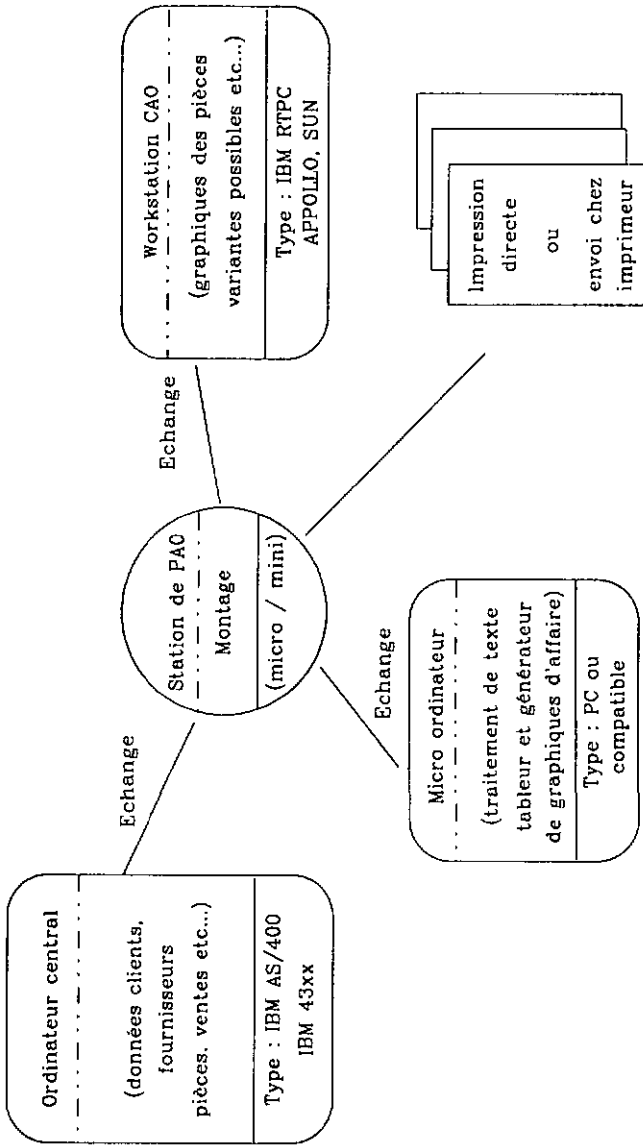 Ordinateur central
(données clients,
fournisseurs
pièces. ventes etc...)
Type : IBM AS/400
IBM 43xx
Echange
Station de PAO
Montage
(micro / mini)
Echange
Workstation CAO
(graphiques des pièces
variantes possibles etc...)
Type : IBM RTPC
APPOLLO, SUN
Echange
Micro ordinateur
(traitement de texte
tableur et générateur
de graphiques d'affaire)
Type : PC ou
compatible
Impression
directe
ou
envoi chez
imprimeur